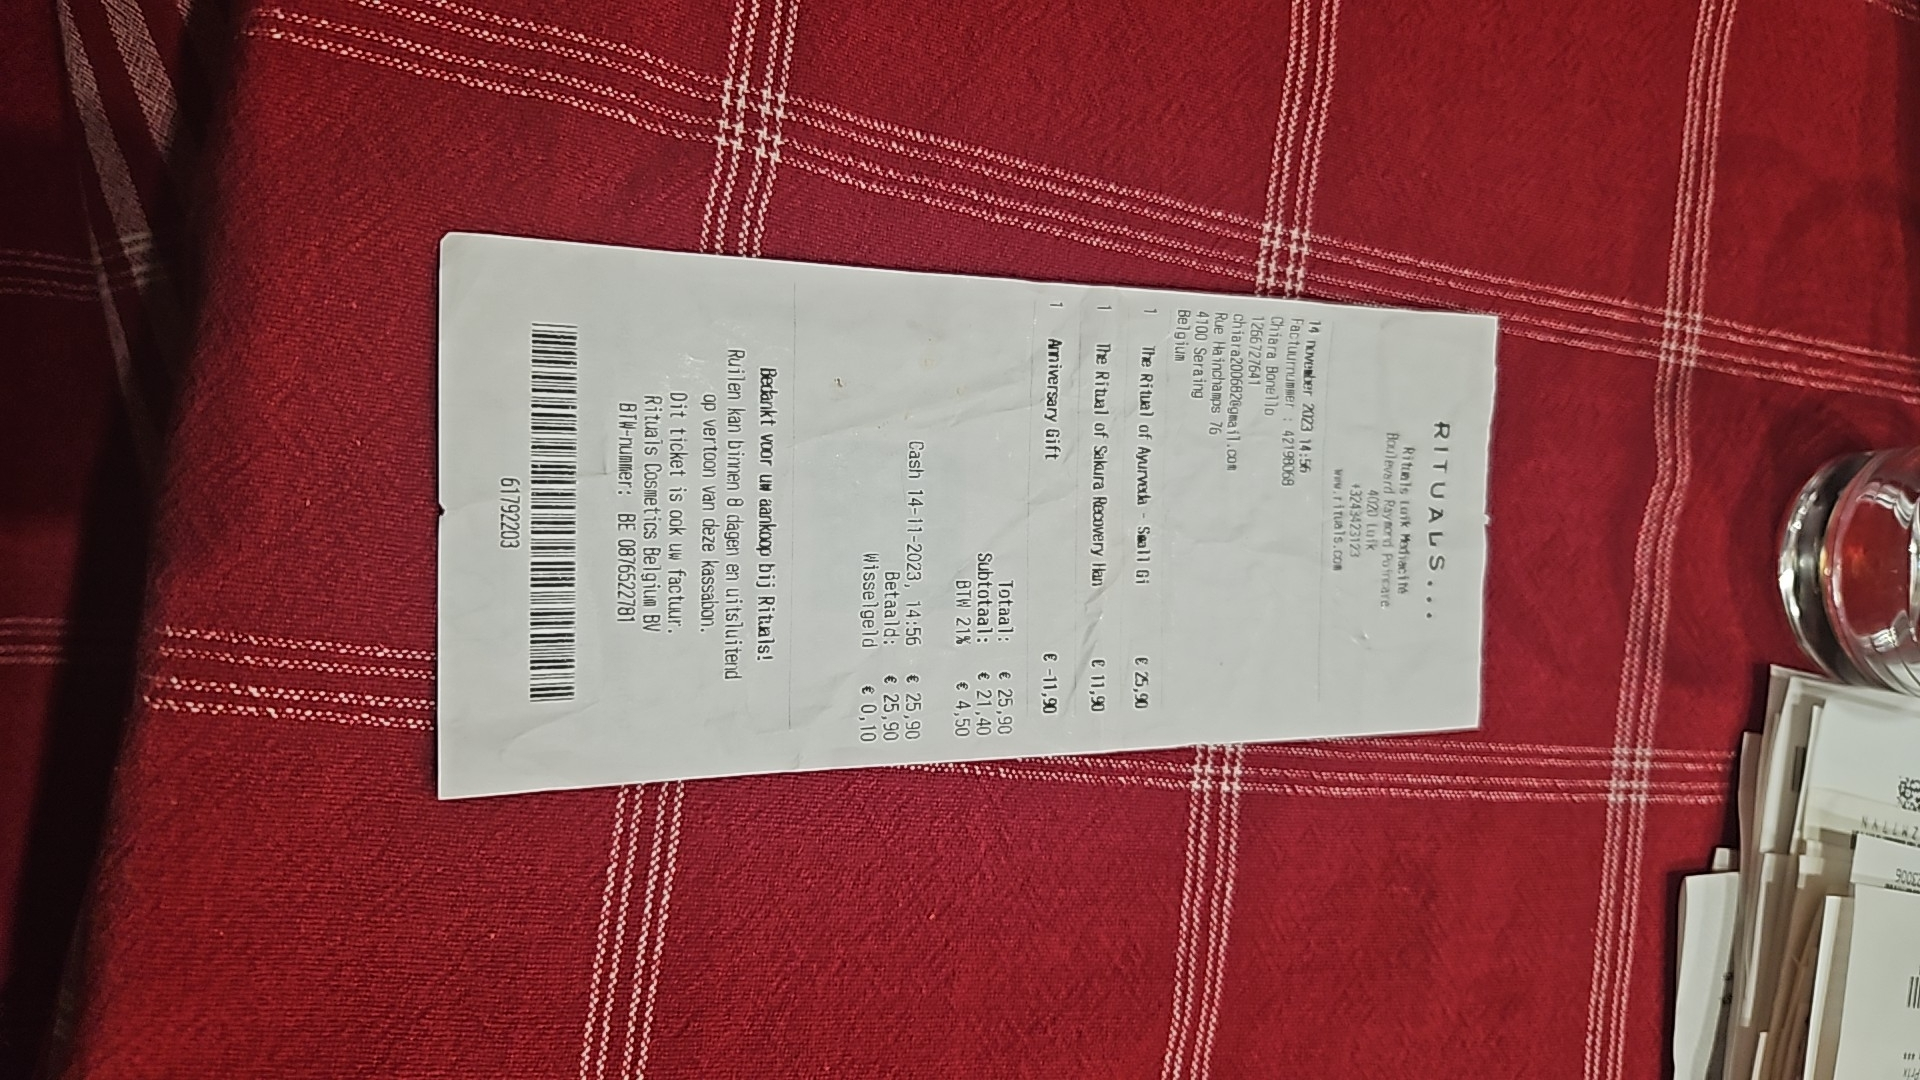 RITUALS...
Rituals Luik Mediacité
Boulevard Raymond Poincare
4020 Luik
+3243423123
www.rituals.com
14 november 2023 14:56
Factuurnummer : 42198068
Chiara Bonello
1266727641
chiara200682@gmail.com
Rue Hainchamps 76
4100 Seraing
Belgium
1 The Ritual of Ayurveda - Small Gi € 25,90
1 The Ritual of Sakura Recovery Han € 11,90
1 Anniversary Gift € -11,90
Totaal: € 25,90
Subtotaal: € 21,40
BTW 21% € 4,50
Cash 14-11-2023, 14:56 € 25,90
Betaald: € 25,90
Wisselgeld € 0,10
Bedankt voor uw aankoop bij Rituals!
Ruilen kan binnen 8 dagen en uitsluitend
op vertoon van deze kassabon.
Dit ticket is ook uw factuur.
Rituals Cosmetics Belgium BV
BTW-nummer: BE 0876522781
61792203